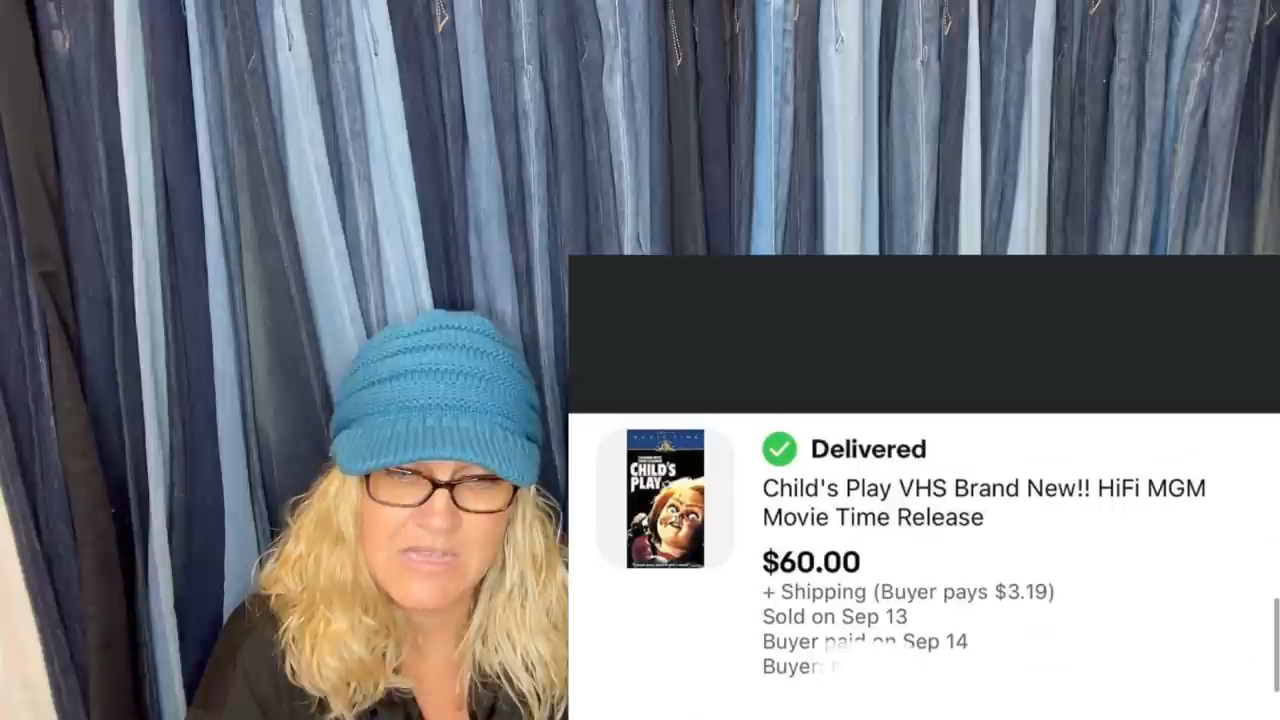 CHILD'S
PLAY
Delivered
Child's Play VHS Brand New!! HiFi MGM
Movie Time Release
$60.00
+ Shipping (Buyer pays $3.19)
Sold on Sep 13
Buyer paid on Sep 14
Buyer: